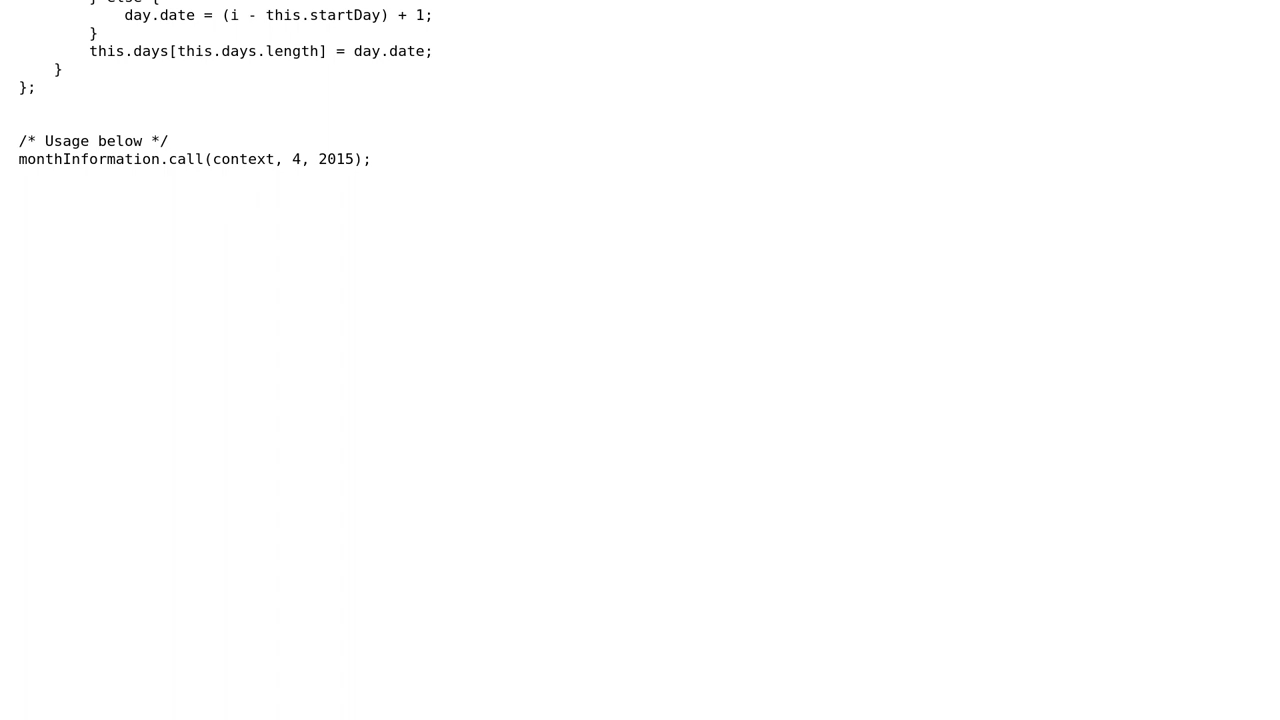 } else {
            day.date = (i - this.startDay) + 1;
        }
        this.days[this.days.length] = day.date;
    }
};
/* Usage below */
monthInformation.call(context, 4, 2015);